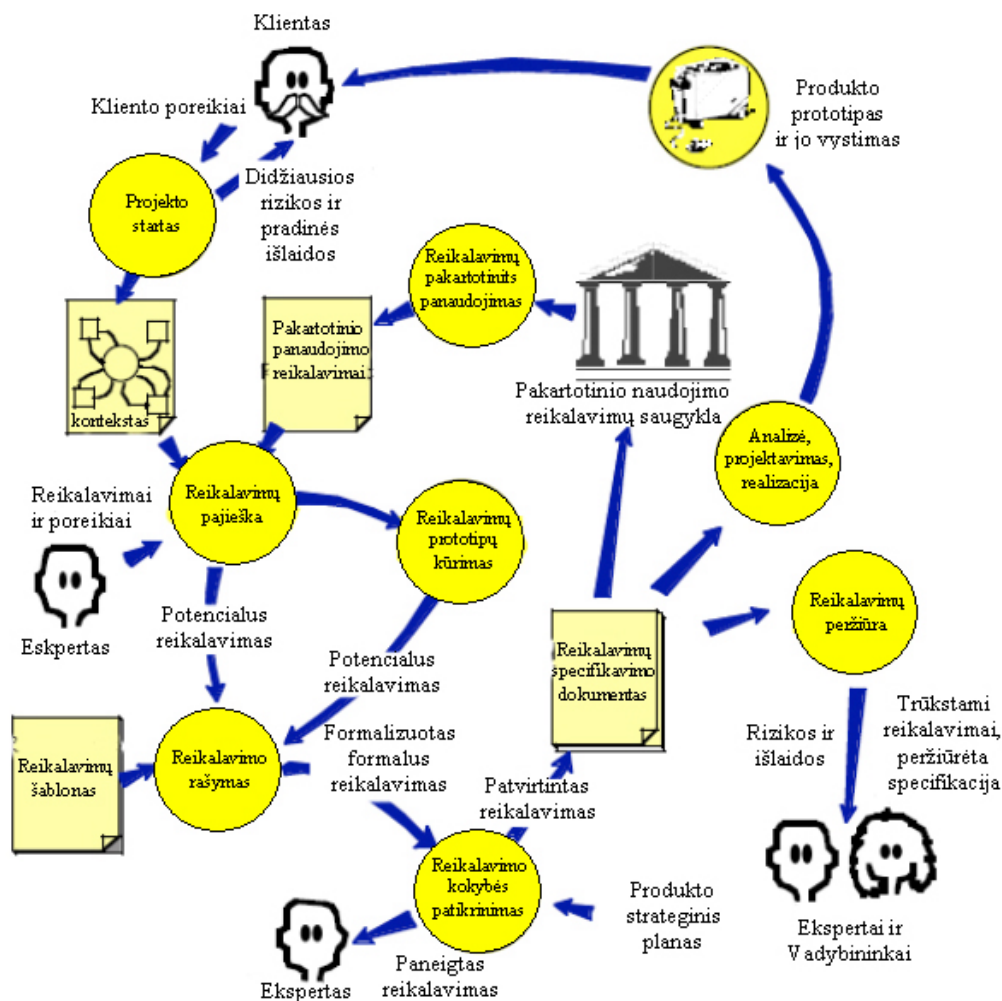 Klientas
Kliento poreikiai
Produkto
prototipas
ir jo vystimas
Projekto
startas
Didžiausios
rizikos ir
pradinės
išlaidos
Reikalavimų
pakartotinits
panaudojimas
Pakartotinio
panaudojimo
reikalavimai
kontekstas
Pakartotinio naudojimo
reikalavimų saugykla
Analizė,
projektavimas,
realizacija
Reikalavimai
ir poreikiai
Reikalavimų
pajieška
Reikalavimų
prototipų
kūrimas
Eskpertas
Potencialus
reikalavimas
Potencialus
reikalavimas
Reikalavimų
specifikavimo
dokumentas
Reikalavimų
peržiūra
Reikalavimų
šablonas
Reikalavimo
rašymas
Formalizuotas
formalus
reikalavimas
Rizikos ir
išlaidos
Trūkstami
reikalavimai,
peržiūrėta
specifikacija
Patvirtintas
reikalavimas
Reikalavimo
kokybės
patikrinimas
Produkto
strateginis
planas
Ekspertai ir
Vadybininkai
Ekspertas
Paneigtas
reikalavimas